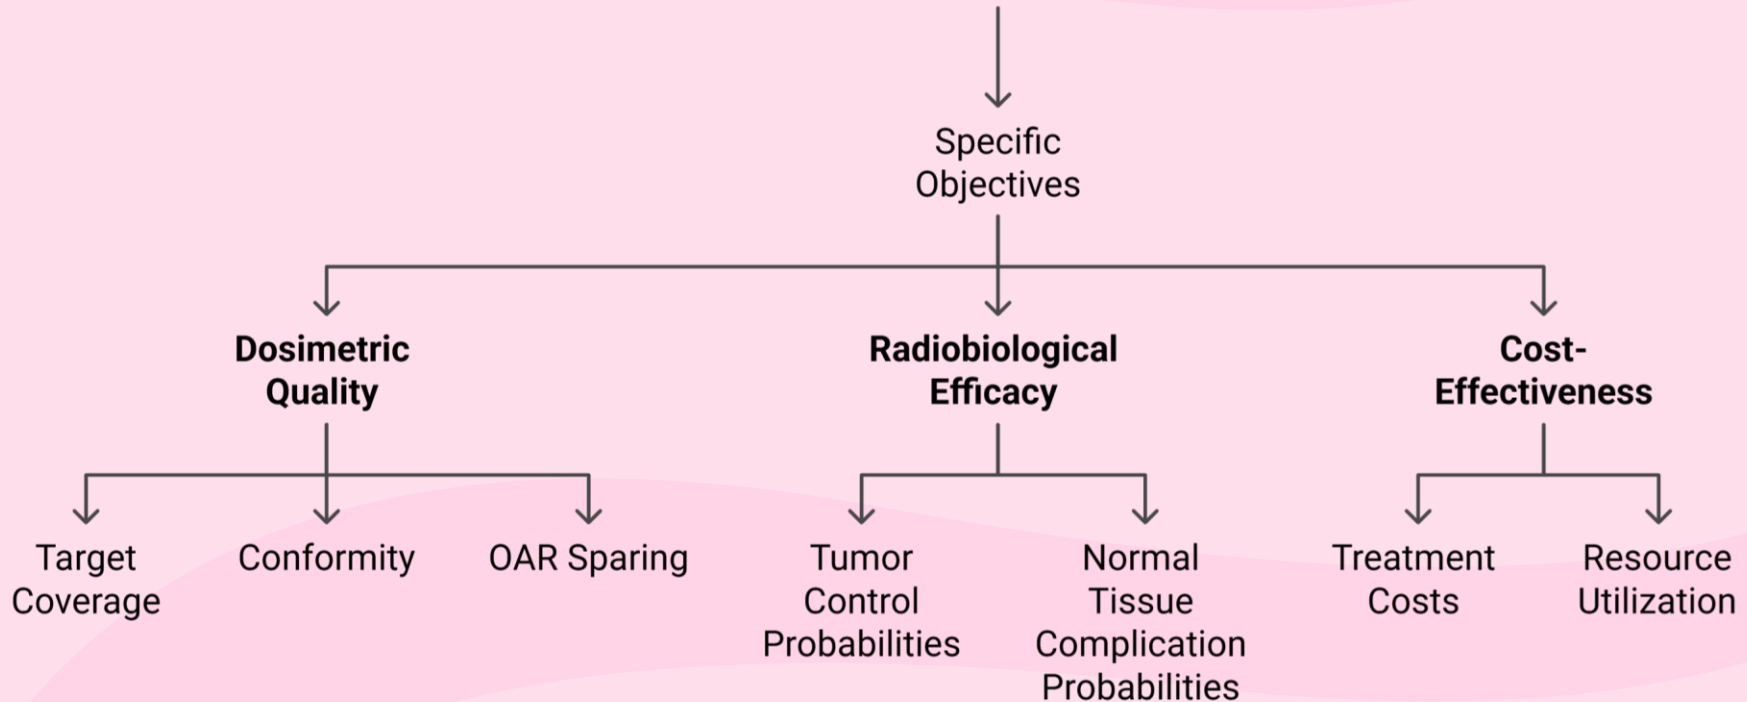 Specific
Objectives
Dosimetric
Quality
Radiobiological
Efficacy
Cost-
Effectiveness
Target
Coverage
Conformity
OAR Sparing
Tumor
Control
Probabilities
Normal
Tissue
Complication
Probabilities
Treatment
Costs
Resource
Utilization